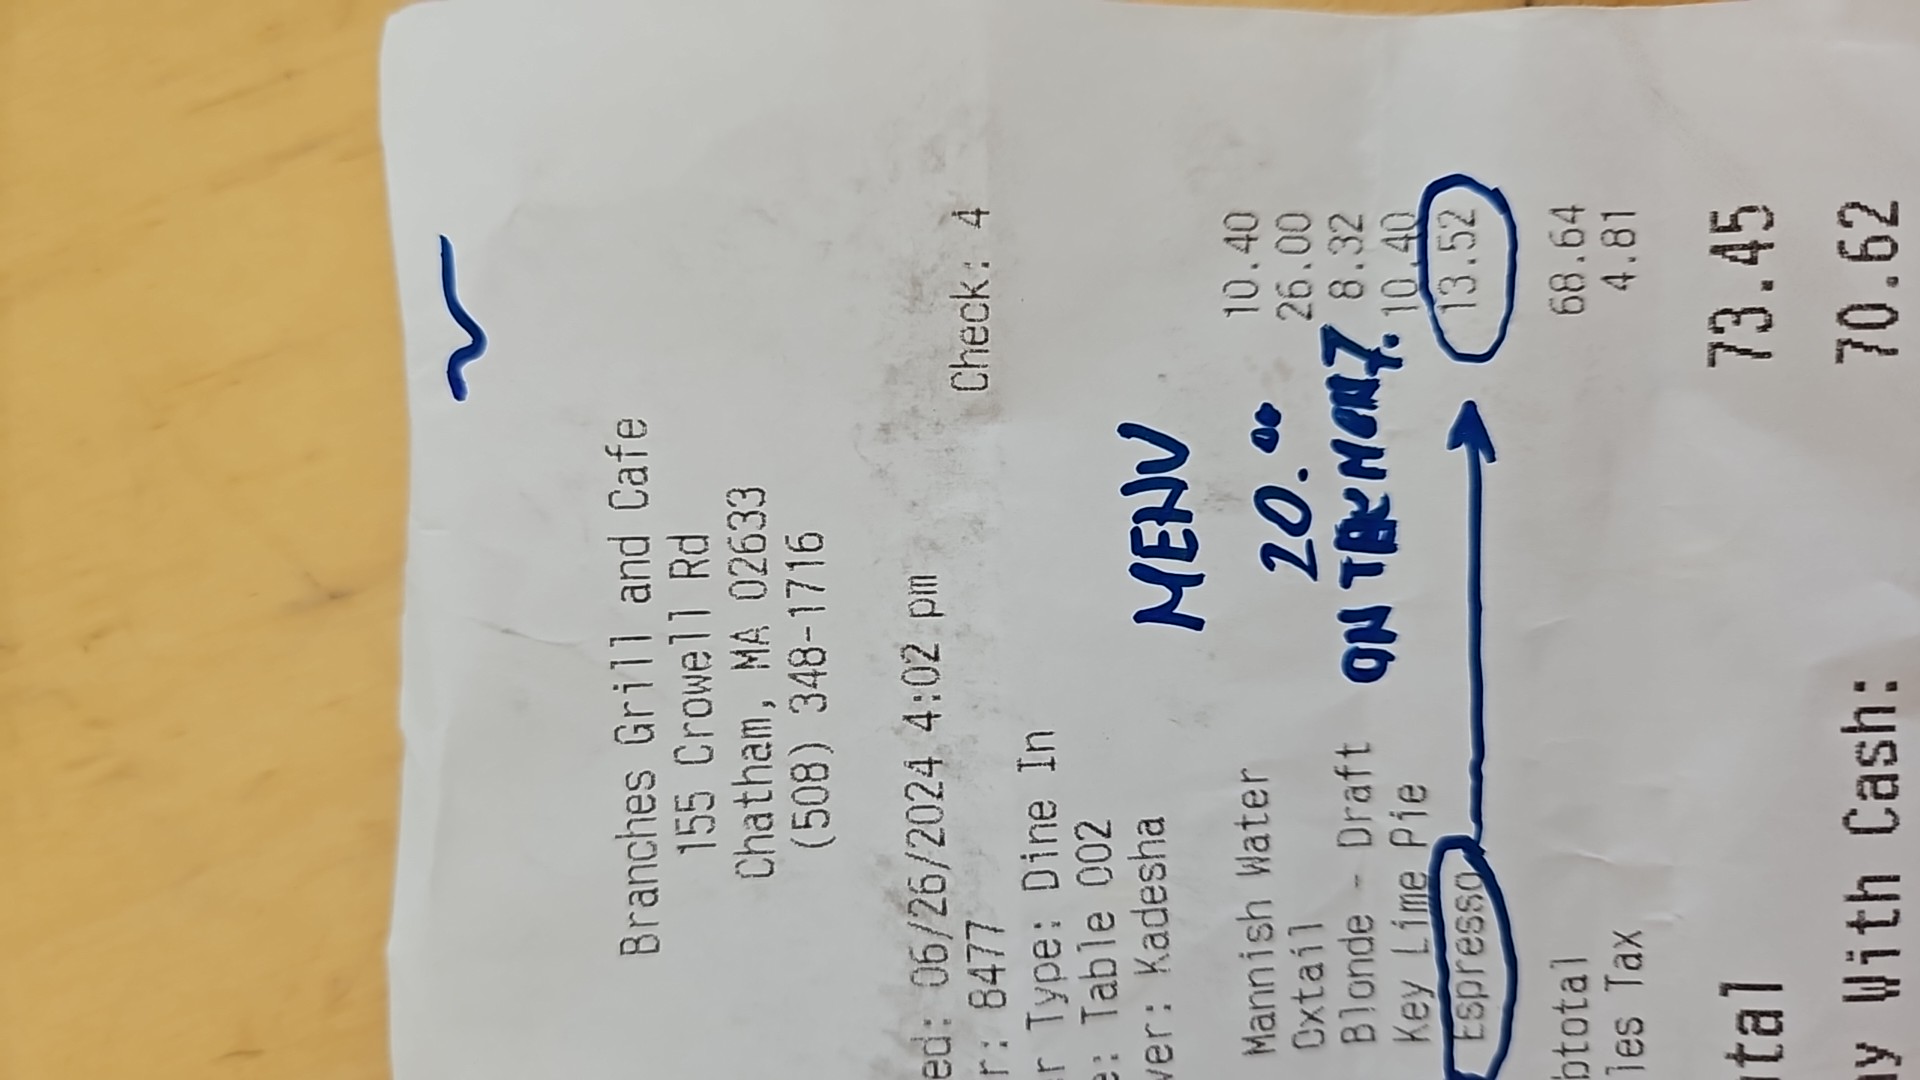 Branches Grill and Cafe
155 Crowell Rd
Chatham, MA 02633
(508) 348-1716
ed: 06/26/2024 4:02 pm
r: 8477 Check: 4
r Type: Dine In
e: Table 002
ver: Kadesha
MENU
Mannish Water 10.40
Oxtail 20.00 26.00
Blonde - Draft 8.32
ON
Key Lime Pie 10.40
Espresso 13.52
btotal 68.64
les Tax 4.81
tal 73.45
ay With Cash: 70.62